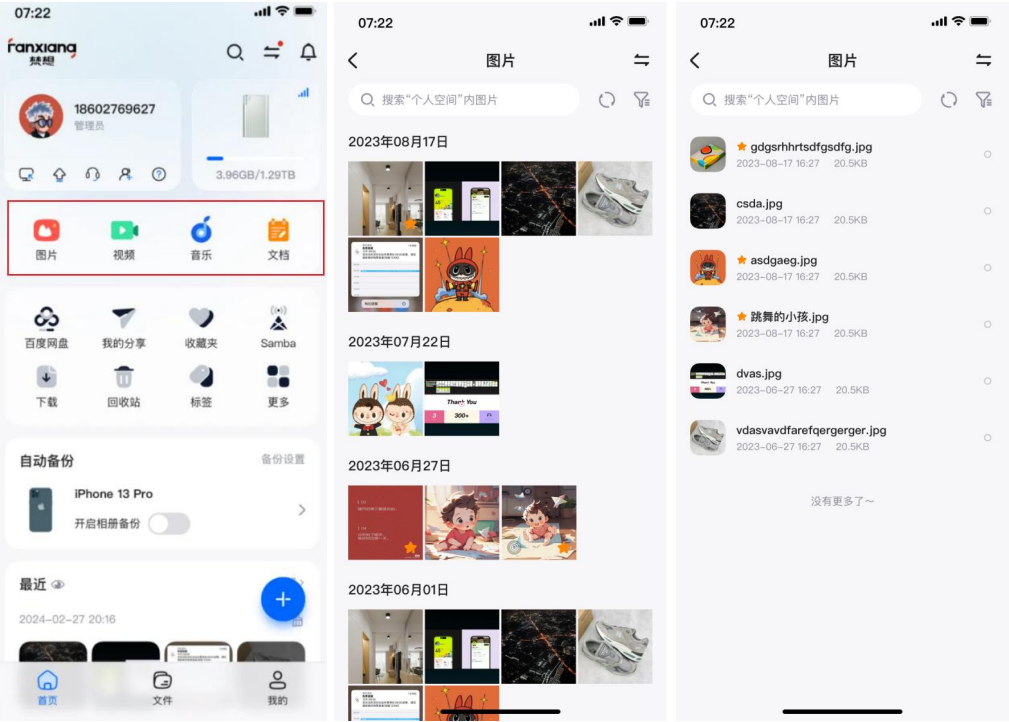 07:22
fanxiang
梵想
18602769627
管理员
3.96GB/1.29TB
图片
视频
音乐
文档
百度网盘
我的分享
收藏夹
Samba
下载
回收站
标签
更多
自动备份
备份设置
iPhone 13 Pro
开启相册备份
最近
2024-02-27 20:16
首页
文件
我的
07:22
图片
搜索“个人空间”内图片
2023年08月17日
2023年07月22日
Thank You
300+
2023年06月27日
2023年06月01日
07:22
图片
搜索“个人空间”内图片
gdgsrhhrtsdfgsdfg.jpg
2023-08-17 16:27 20.5KB
csda.jpg
2023-08-17 16:27 20.5KB
asdgaeg.jpg
2023-08-17 16:27 20.5KB
跳舞的小孩.jpg
2023-08-17 16:27 20.5KB
dvas.jpg
2023-06-27 16:27 20.5KB
vdasvavdfarefqergerger.jpg
2023-06-27 16:27 20.5KB
没有更多了~